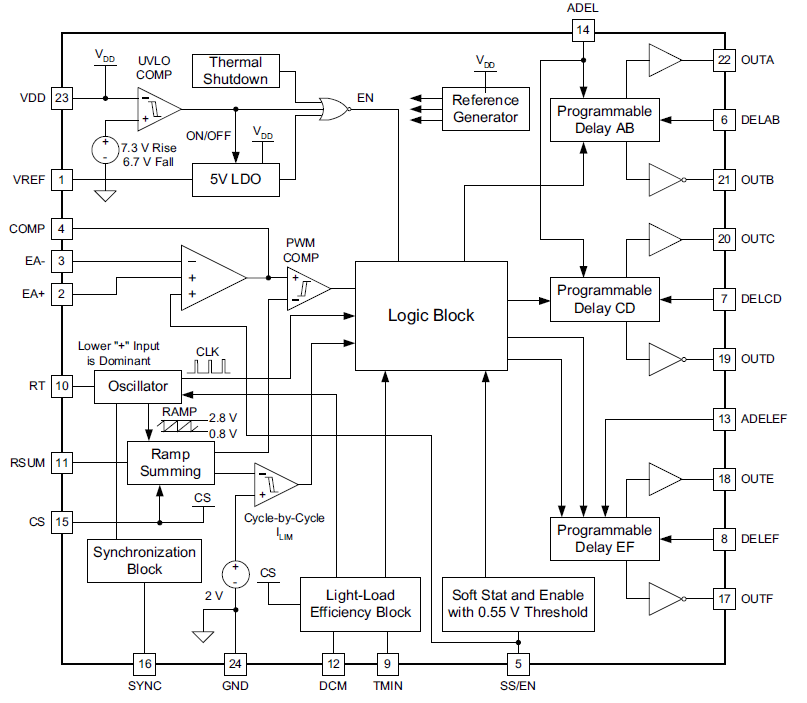 ADEL
14
VDD
UVLO
COMP
Thermal
Shutdown
VDD
22
OUTA
VDD
23
−
+
EN
Reference
Generator
Programmable
Delay AB
6
DELAB
ON/OFF
VDD
+
-
7.3 V Rise
6.7 V Fall
VREF
1
5V LDO
21
OUTB
COMP
4
20
OUTC
EA-
3
−
PWM
COMP
EA+
2
+
+
+
−
Logic Block
Programmable
Delay CD
7
DELCD
Lower "+" Input
is Dominant
CLK
19
OUTD
RT
10
Oscillator
RAMP
2.8 V
0.8 V
13
ADELEF
RSUM
11
Ramp
Summing
−
+
18
OUTE
CS
15
CS
Cycle-by-Cycle
ILIM
Programmable
Delay EF
8
DELEF
Synchronization
Block
+
-
2 V
CS
Light-Load
Efficiency Block
Soft Stat and Enable
with 0.55 V Threshold
17
OUTF
16
24
12
9
5
SYNC
GND
DCM
TMIN
SS/EN